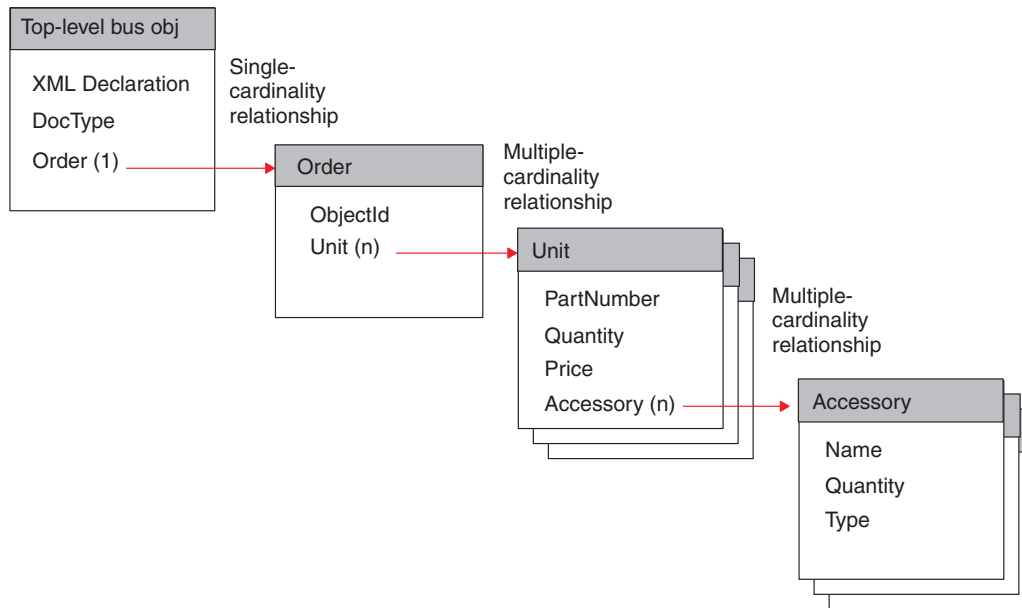 Top-level bus obj
XML Declaration
DocType
Order (1)
Single-
cardinality
relationship
Order
ObjectId
Unit (n)
Multiple-
cardinality
relationship
Unit
PartNumber
Quantity
Price
Accessory (n)
Multiple-
cardinality
relationship
Accessory
Name
Quantity
Type